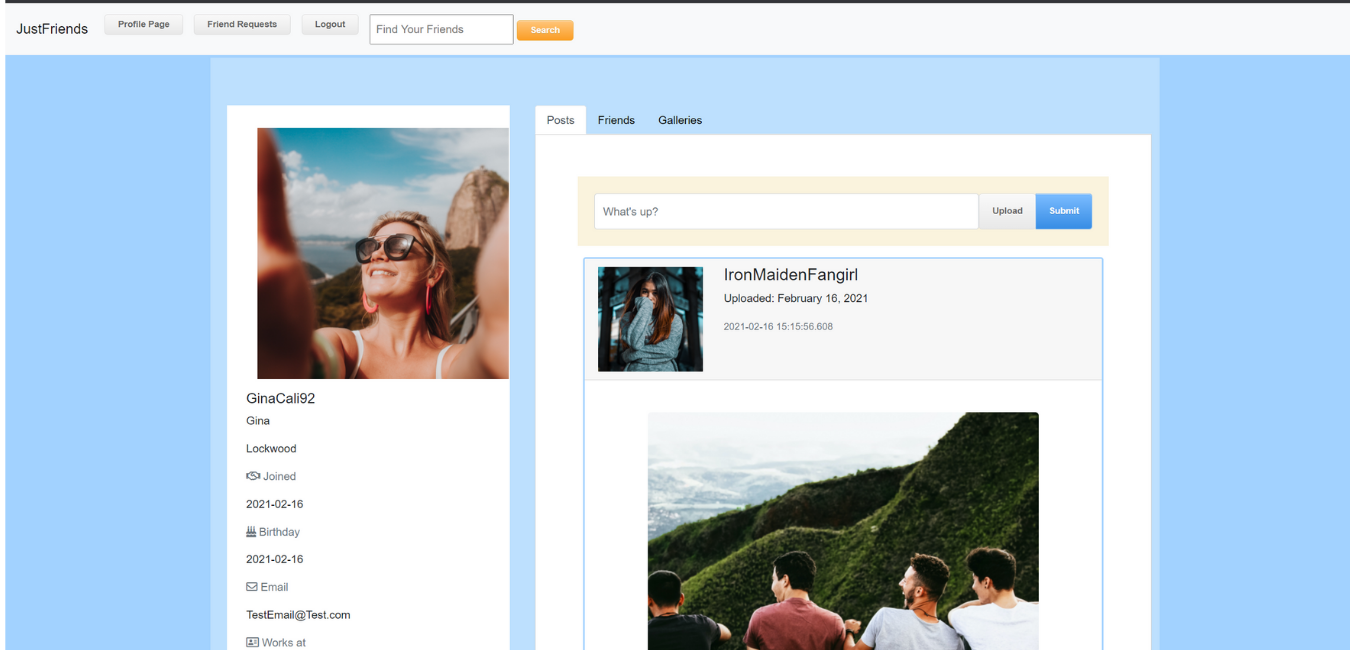 JustFriends
Profile Page
Friend Requests
Logout
Find Your Friends
Search
GinaCali92
Gina
Lockwood
Joined
2021-02-16
Birthday
2021-02-16
Email
TestEmail@Test.com
Works at
Posts
Friends
Galleries
What's up?
Upload
Submit
IronMaidenFangirl
Uploaded: February 16, 2021
2021-02-16 15:15:56.608